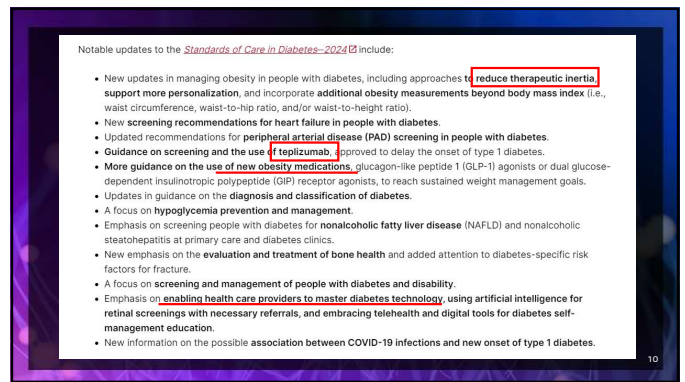 Notable updates to the Standards of Care in Diabetes—2024 include:
• New updates in managing obesity in people with diabetes, including approaches to reduce therapeutic inertia,
support more personalization, and incorporate additional obesity measurements beyond body mass index (i.e.,
waist circumference, waist-to-hip ratio, and/or waist-to-height ratio).
• New screening recommendations for heart failure in people with diabetes.
• Updated recommendations for peripheral arterial disease (PAD) screening in people with diabetes.
• Guidance on screening and the use of teplizumab, approved to delay the onset of type 1 diabetes.
• More guidance on the use of new obesity medications, glucagon-like peptide 1 (GLP-1) agonists or dual glucose-
dependent insulinotropic polypeptide (GIP) receptor agonists, to reach sustained weight management goals.
• Updates in guidance on the diagnosis and classification of diabetes.
• A focus on hypoglycemia prevention and management.
• Emphasis on screening people with diabetes for nonalcoholic fatty liver disease (NAFLD) and nonalcoholic
steatohepatitis at primary care and diabetes clinics.
• New emphasis on the evaluation and treatment of bone health and added attention to diabetes-specific risk
factors for fracture.
• A focus on screening and management of people with diabetes and disability.
• Emphasis on enabling health care providers to master diabetes technology, using artificial intelligence for
retinal screenings with necessary referrals, and embracing telehealth and digital tools for diabetes self-
management education.
• New information on the possible association between COVID-19 infections and new onset of type 1 diabetes.
10